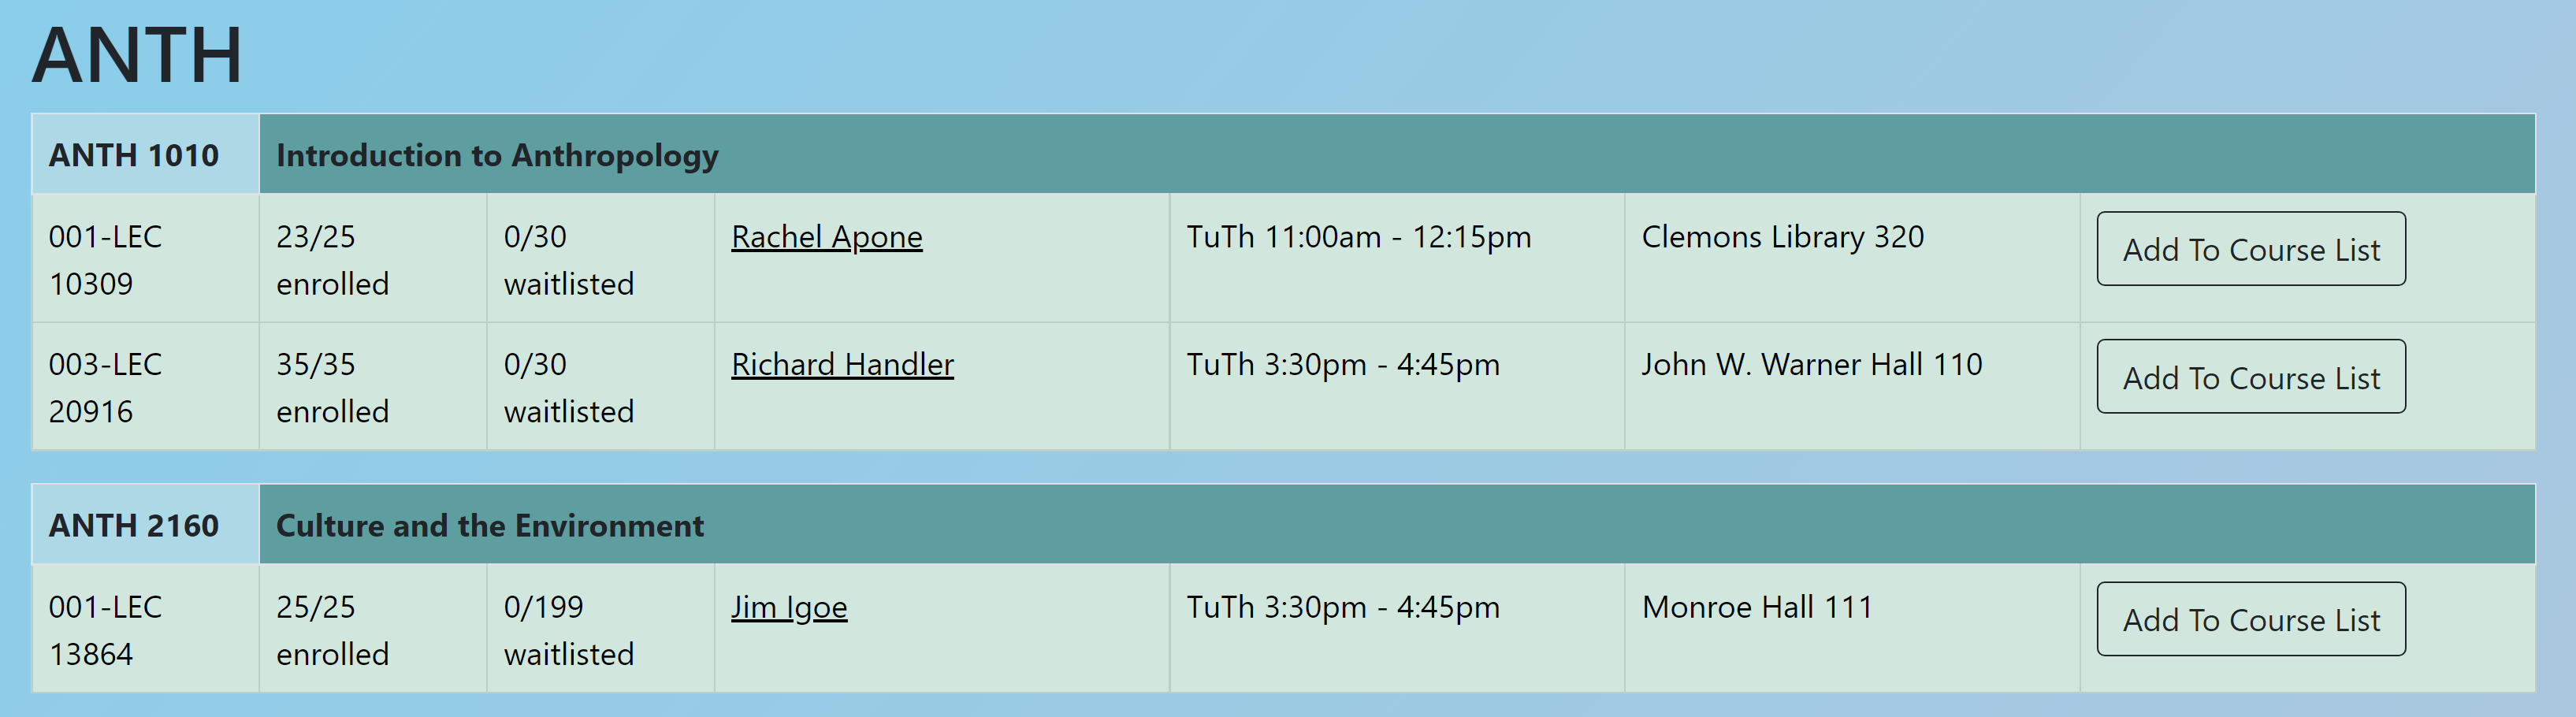 ANTH
ANTH 1010 Introduction to Anthropology
001-LEC 23/25 0/30 Rachel Apone TuTh 11:00am - 12:15pm Clemons Library 320 Add To Course List
10309 enrolled waitlisted
003-LEC 35/35 0/30 Richard Handler TuTh 3:30pm - 4:45pm John W. Warner Hall 110 Add To Course List
20916 enrolled waitlisted
ANTH 2160 Culture and the Environment
001-LEC 25/25 0/199 Jim Igoe TuTh 3:30pm - 4:45pm Monroe Hall 111 Add To Course List
13864 enrolled waitlisted